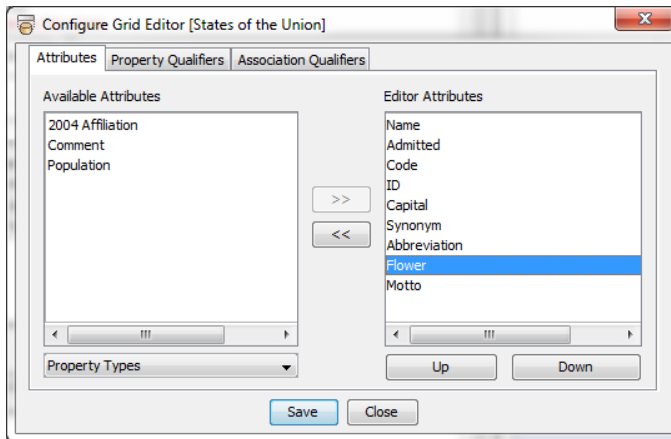 Configure Grid Editor [States of the Union]
Attributes Property Qualifiers Association Qualifiers
Available Attributes
2004 Affiliation
Comment
Population
>>
<<
Property Types
Editor Attributes
Name
Admitted
Code
ID
Capital
Synonym
Abbreviation
Flower
Motto
Up Down
Save Close